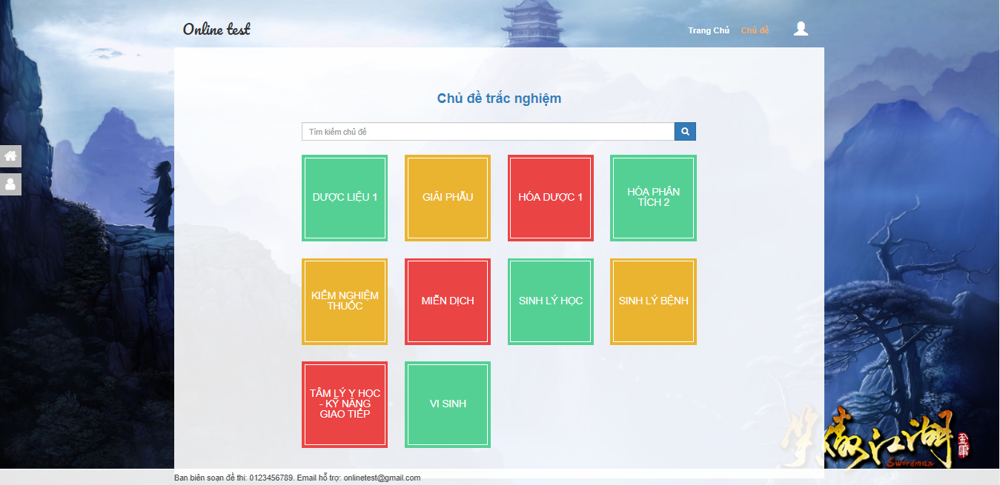 Online test
Trang Chủ
Chủ đề
Chủ đề trắc nghiệm
Tìm kiếm chủ đề
DƯỢC LIỆU 1
GIẢI PHẪU
HÓA DƯỢC 1
HÓA PHÂN
TÍCH 2
KIỂM NGHIỆM
THUỐC
MIỄN DỊCH
SINH LÝ HỌC
SINH LÝ BỆNH
TÂM LÝ Y HỌC
- KỸ NĂNG
GIAO TIẾP
VI SINH
笑傲江湖
Swordman
Ban biên soạn đề thi: 0123456789. Email hỗ trợ: onlinetest@gmail.com